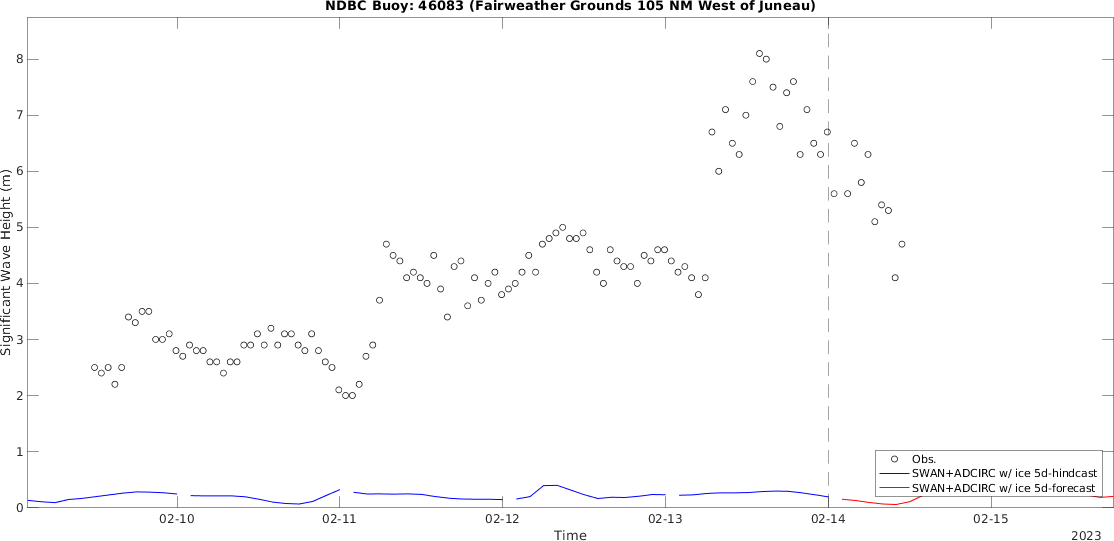 NDBC Buoy: 46083 (Fairweather Grounds 105 NM West of Juneau)
8
7
6
5
4
3
2
1
0
Significant Wave Height (m)
Obs.
SWAN+ADCIRC w/ ice 5d-hindcast
SWAN+ADCIRC w/ ice 5d-forecast
02-10 02-11 02-12 02-13 02-14 02-15
Time
2023